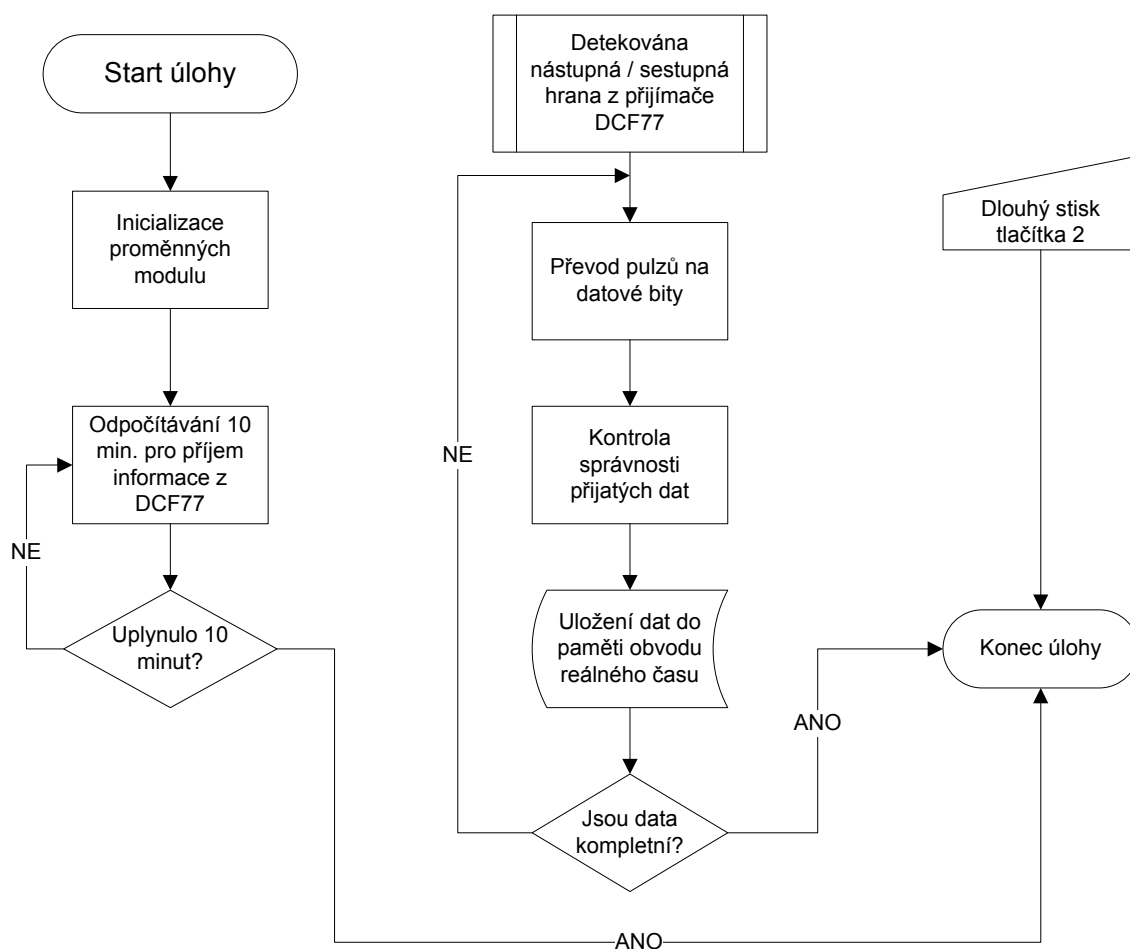 Start úlohy
Inicializace
proměnných
modulu
Odpočítávání 10
min. pro příjem
informace z
DCF77
NE
Uplynulo 10
minut?
Detekována
nástupná / sestupná
hrana z přijímače
DCF77
Převod pulzů na
datové bity
NE
Kontrola
správnosti
přijatých dat
Uložení dat do
paměti obvodu
reálného času
Jsou data
kompletní?
ANO
Dlouhý stisk
tlačítka 2
Konec úlohy
ANO